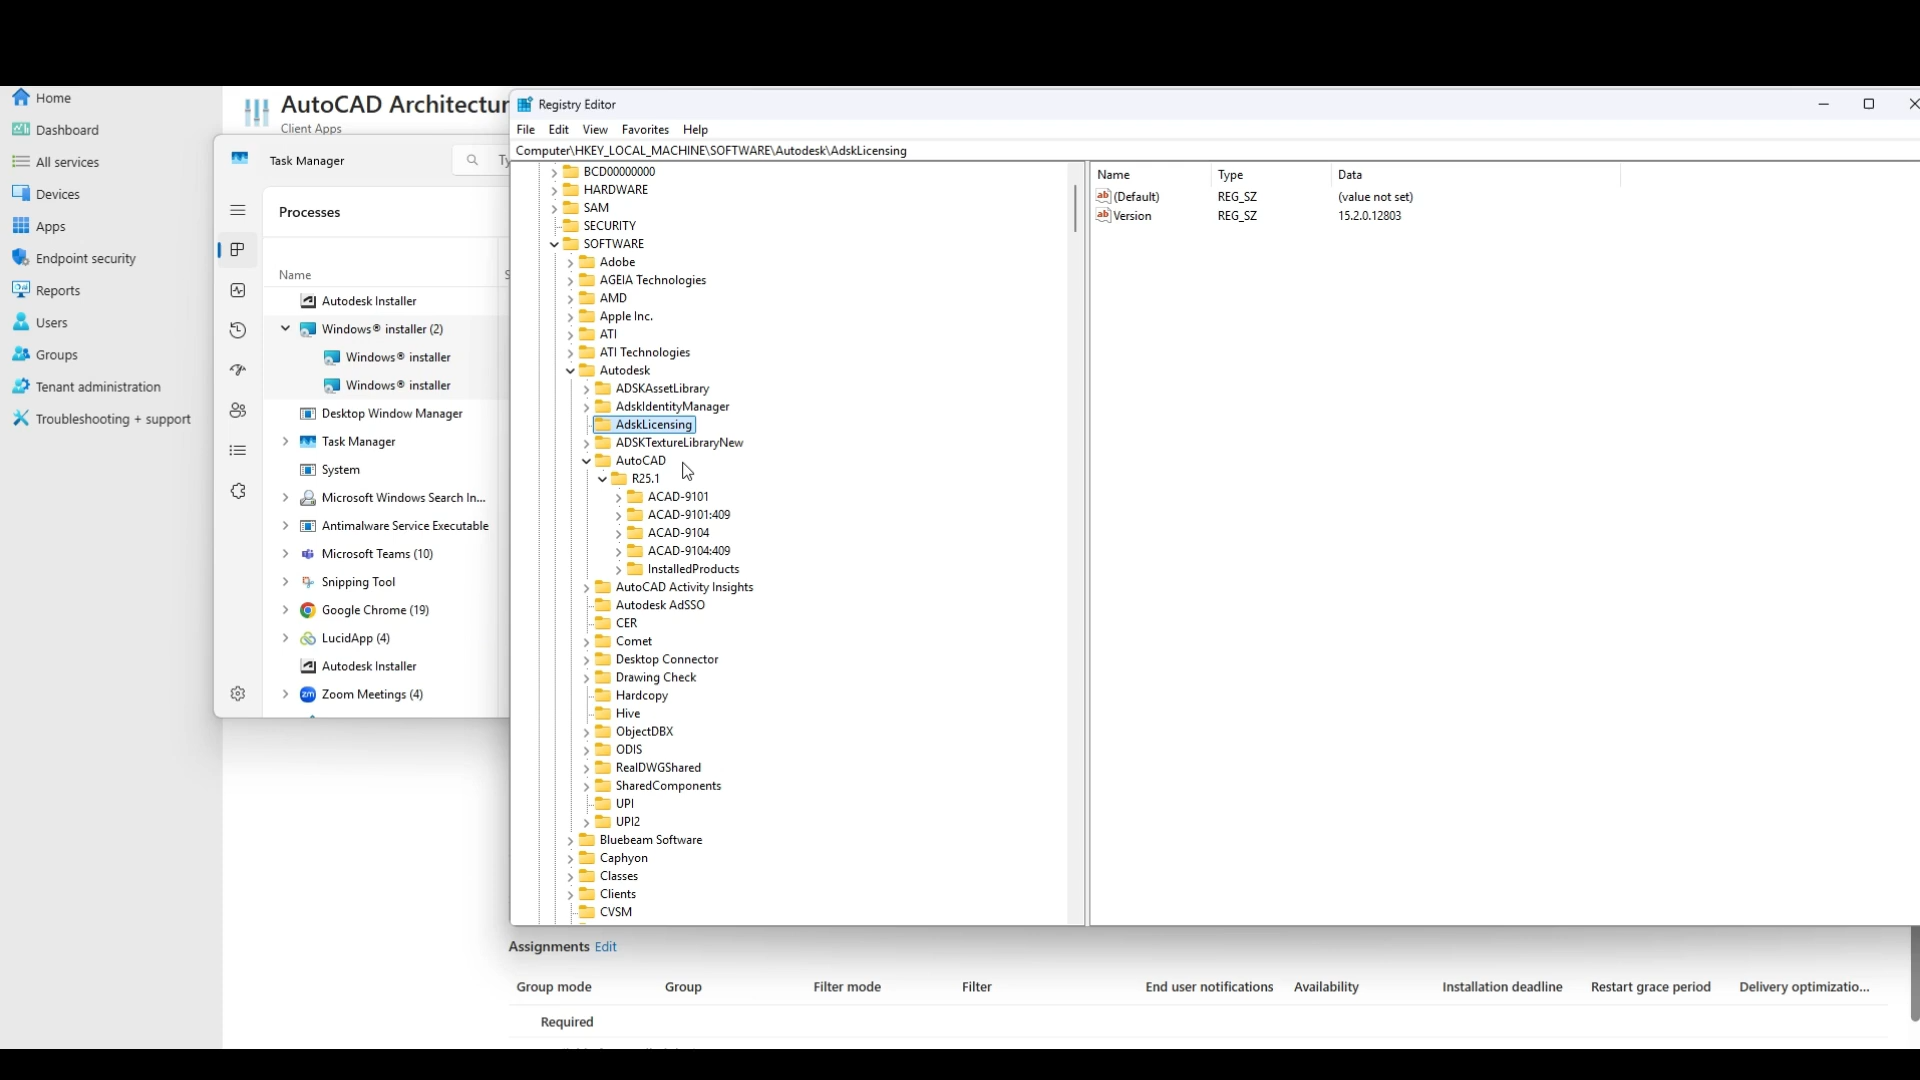 Home
Dashboard
All services
Devices
Apps
Endpoint security
Reports
Users
Groups
Tenant administration
Troubleshooting + support
AutoCAD Architectur
Client Apps
Task Manager
Ty
Processes
Name
S
Autodesk Installer
Windows® installer (2)
Windows® installer
Windows® installer
Desktop Window Manager
Task Manager
System
Microsoft Windows Search In...
Antimalware Service Executable
Microsoft Teams (10)
Snipping Tool
Google Chrome (19)
LucidApp (4)
Autodesk Installer
Zoom Meetings (4)
Registry Editor
File Edit View Favorites Help
Computer\HKEY_LOCAL_MACHINE\SOFTWARE\Autodesk\AdskLicensing
BCD00000000
HARDWARE
SAM
SECURITY
SOFTWARE
Adobe
AGEIA Technologies
AMD
Apple Inc.
ATI
ATI Technologies
Autodesk
ADSKAssetLibrary
AdskIdentityManager
AdskLicensing
ADSKTextureLibraryNew
AutoCAD
R25.1
ACAD-9101
ACAD-9101:409
ACAD-9104
ACAD-9104:409
InstalledProducts
AutoCAD Activity Insights
Autodesk AdSSO
CER
Comet
Desktop Connector
Drawing Check
Hardcopy
Hive
ObjectDBX
ODIS
RealDWGShared
SharedComponents
UPI
UPI2
Bluebeam Software
Caphyon
Classes
Clients
CVSM
Name Type Data
(Default) REG_SZ (value not set)
Version REG_SZ 15.2.0.12803
Assignments Edit
Group mode Group Filter mode Filter End user notifications Availability Installation deadline Restart grace period Delivery optimizatio...
Required